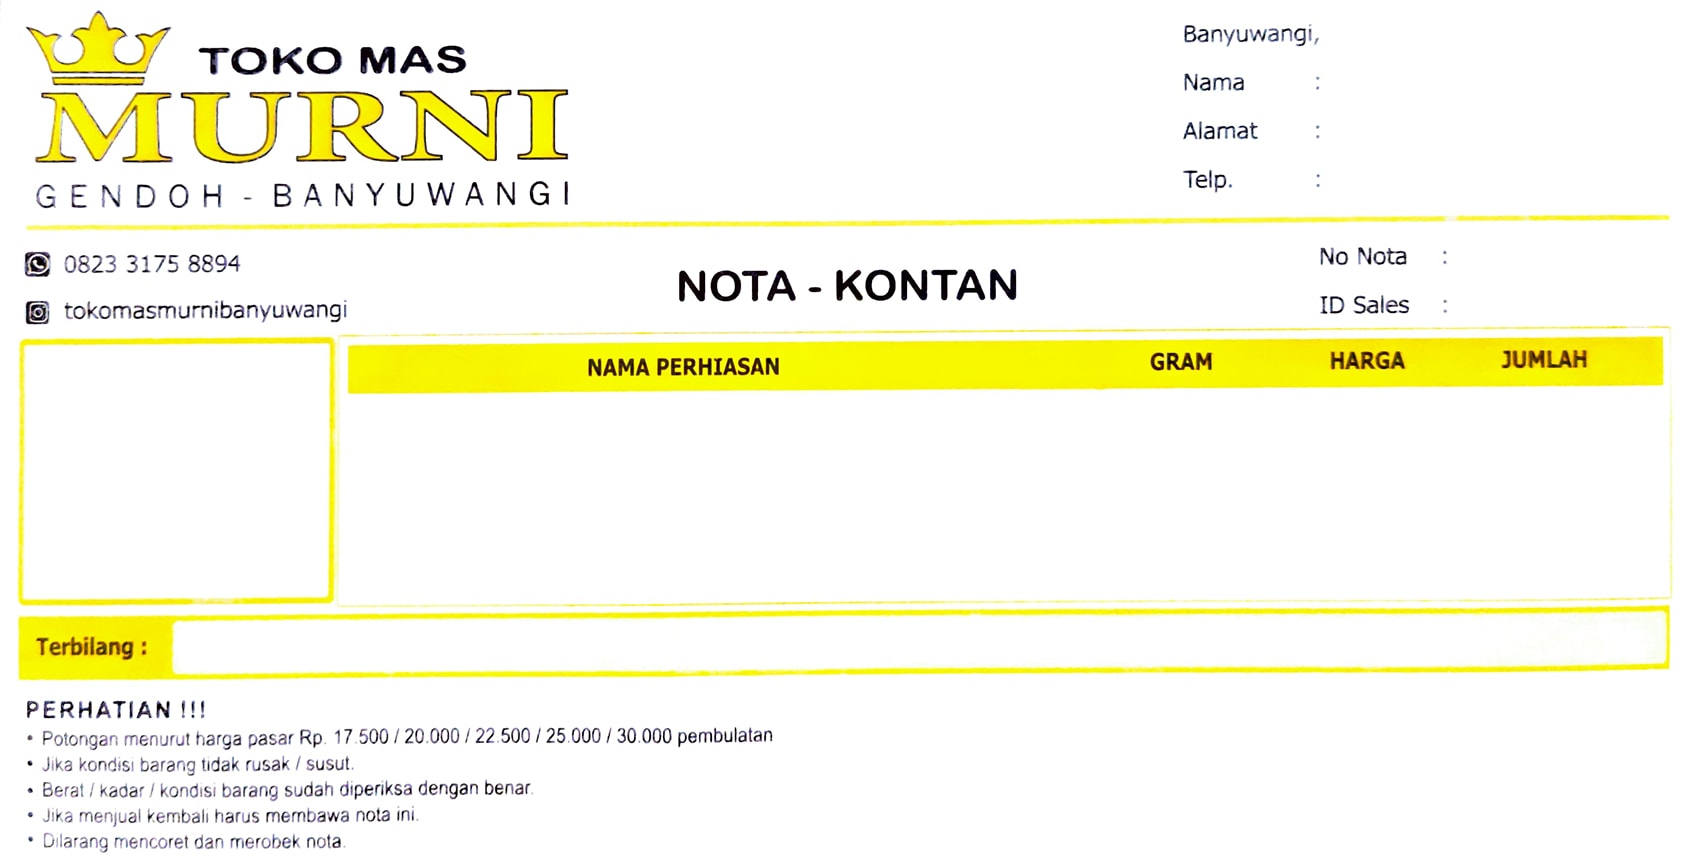 TOKO MAS
MURNI
GENDOH - BANYUWANGI
Banyuwangi,
Nama :
Alamat :
Telp. :
0823 3175 8894
tokomasmurnibanyuwangi
NOTA - KONTAN
No Nota :
ID Sales :
NAMA PERHIASAN GRAM HARGA JUMLAH
Terbilang :
PERHATIAN !!!
• Potongan menurut harga pasar Rp. 17.500 / 20.000 / 22.500 / 25.000 / 30.000 pembulatan
• Jika kondisi barang tidak rusak / susut.
• Berat / kadar / kondisi barang sudah diperiksa dengan benar.
• Jika menjual kembali harus membawa nota ini.
• Dilarang mencoret dan merobek nota.